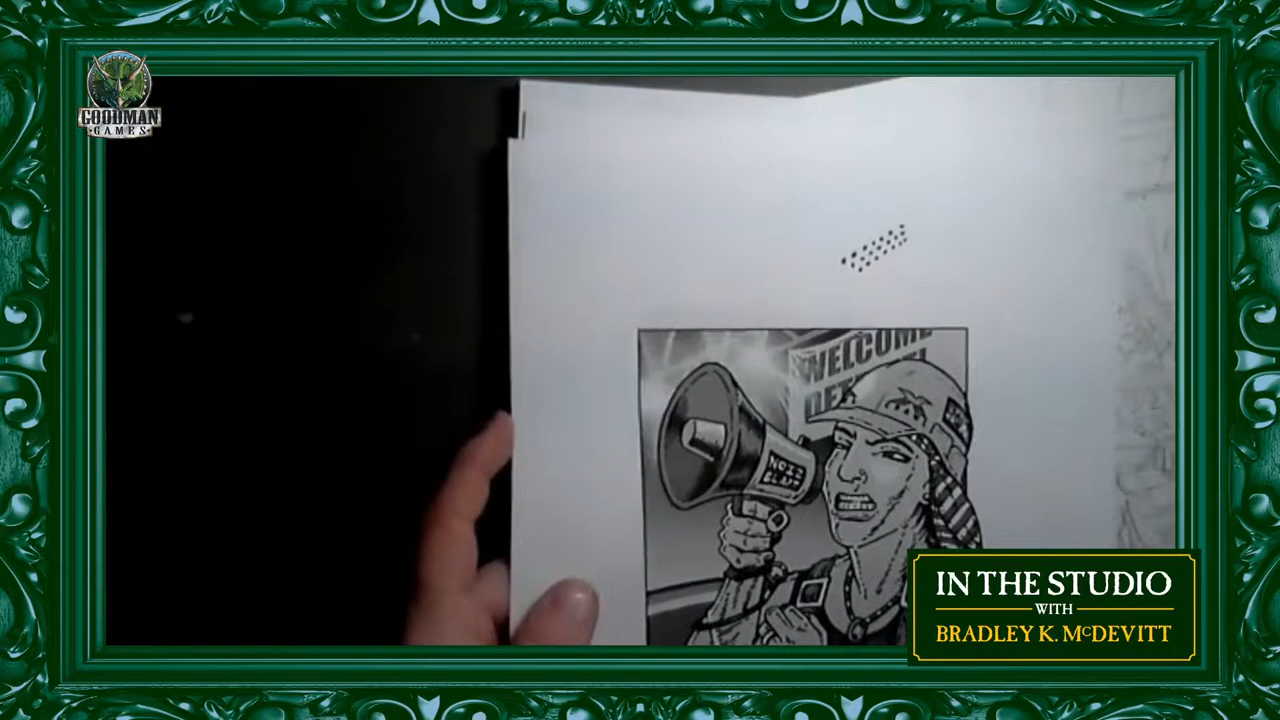 GOODMAN
GAMES
WELCOME
IN THE STUDIO
WITH
BRADLEY K. McDEVITT